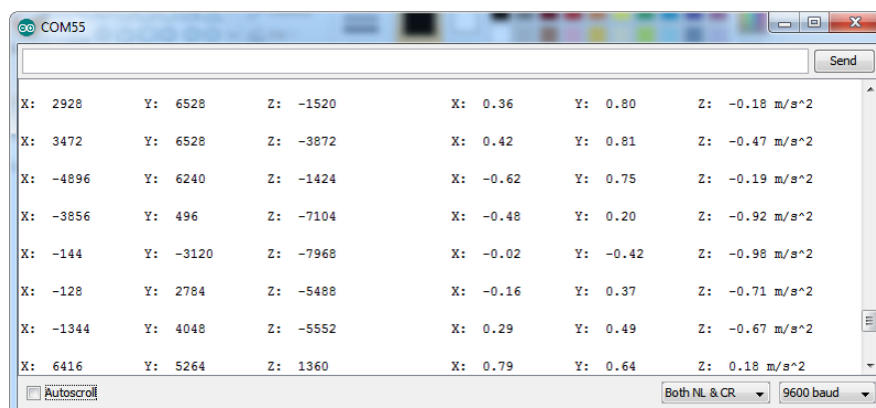 COM55
Send
X: 2928 Y: 6528 Z: -1520 X: 0.36 Y: 0.80 Z: -0.18 m/s^2
X: 3472 Y: 6528 Z: -3872 X: 0.42 Y: 0.81 Z: -0.47 m/s^2
X: -4896 Y: 6240 Z: -1424 X: -0.62 Y: 0.75 Z: -0.19 m/s^2
X: -3856 Y: 496 Z: -7104 X: -0.48 Y: 0.20 Z: -0.92 m/s^2
X: -144 Y: -3120 Z: -7968 X: -0.02 Y: -0.42 Z: -0.98 m/s^2
X: -128 Y: 2784 Z: -5488 X: -0.16 Y: 0.37 Z: -0.71 m/s^2
X: -1344 Y: 4048 Z: -5552 X: 0.29 Y: 0.49 Z: -0.67 m/s^2
X: 6416 Y: 5264 Z: 1360 X: 0.79 Y: 0.64 Z: 0.18 m/s^2
Autoscroll Both NL & CR 9600 baud